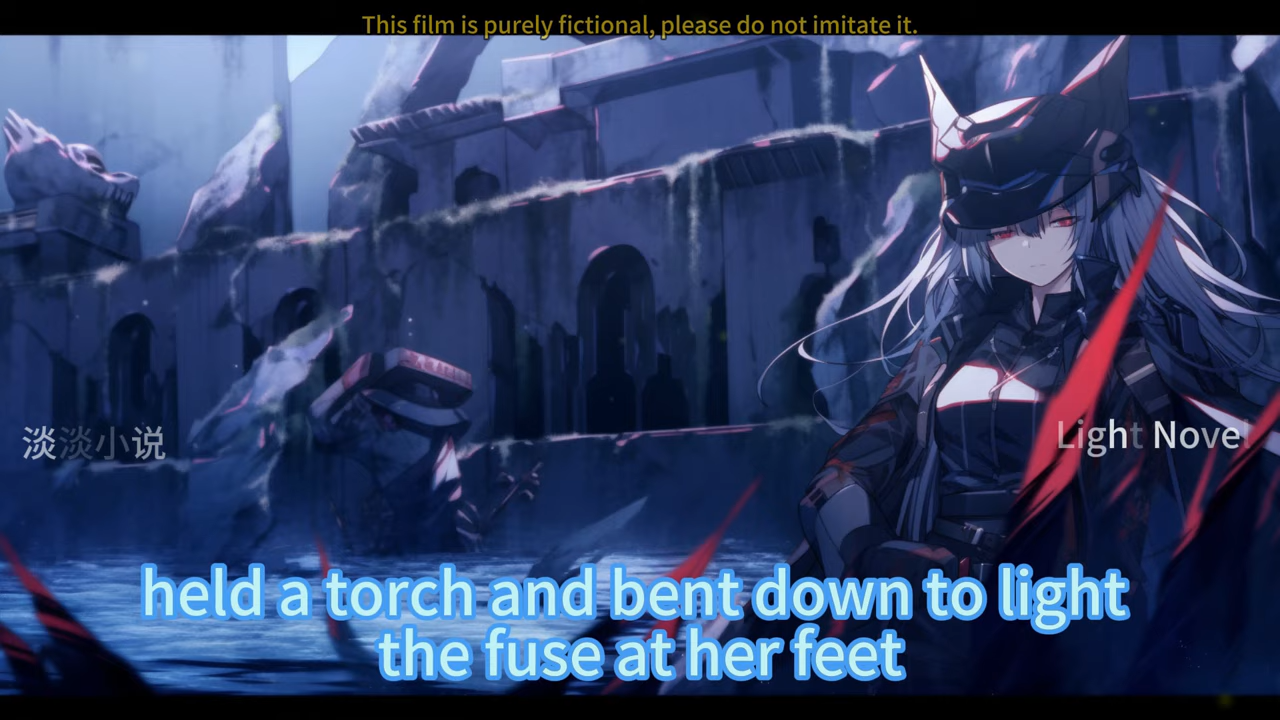 This film is purely fictional, please do not imitate it.
淡淡小说
Light Novel
held a torch and bent down to light
the fuse at her feet